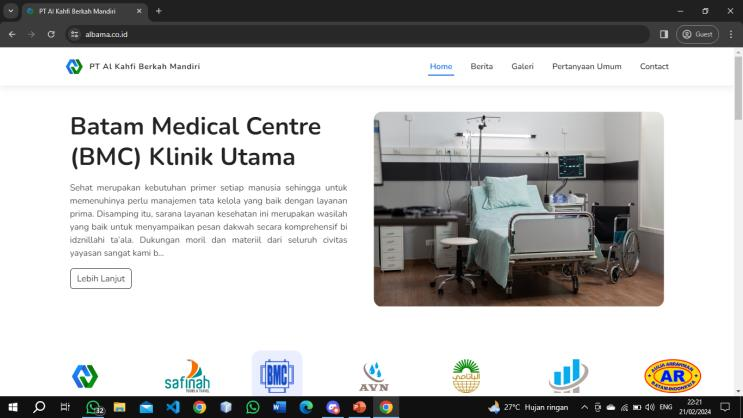 PT Al Kahfi Berkah Mandiri
albama.co.id
Guest
PT Al Kahfi Berkah Mandiri
Home
Berita
Galeri
Pertanyaan Umum
Contact
Batam Medical Centre
(BMC) Klinik Utama
Sehat merupakan kebutuhan primer setiap manusia sehingga untuk
memenuhinya perlu manajemen tata kelola yang baik dengan layanan
prima. Disamping itu, sarana layanan kesehatan ini merupakan wasilah
yang baik untuk menyampaikan pesan dakwah secara komprehensif bi
idznillahi ta'ala. Dukungan moril dan materiil dari seluruh civitas
yayasan sangat kami b...
Lebih Lanjut
safinah
TOURS & TRAVEL
BMC
AVN
AR
32
27°C Hujan ringan
ENG
22:21
21/02/2024